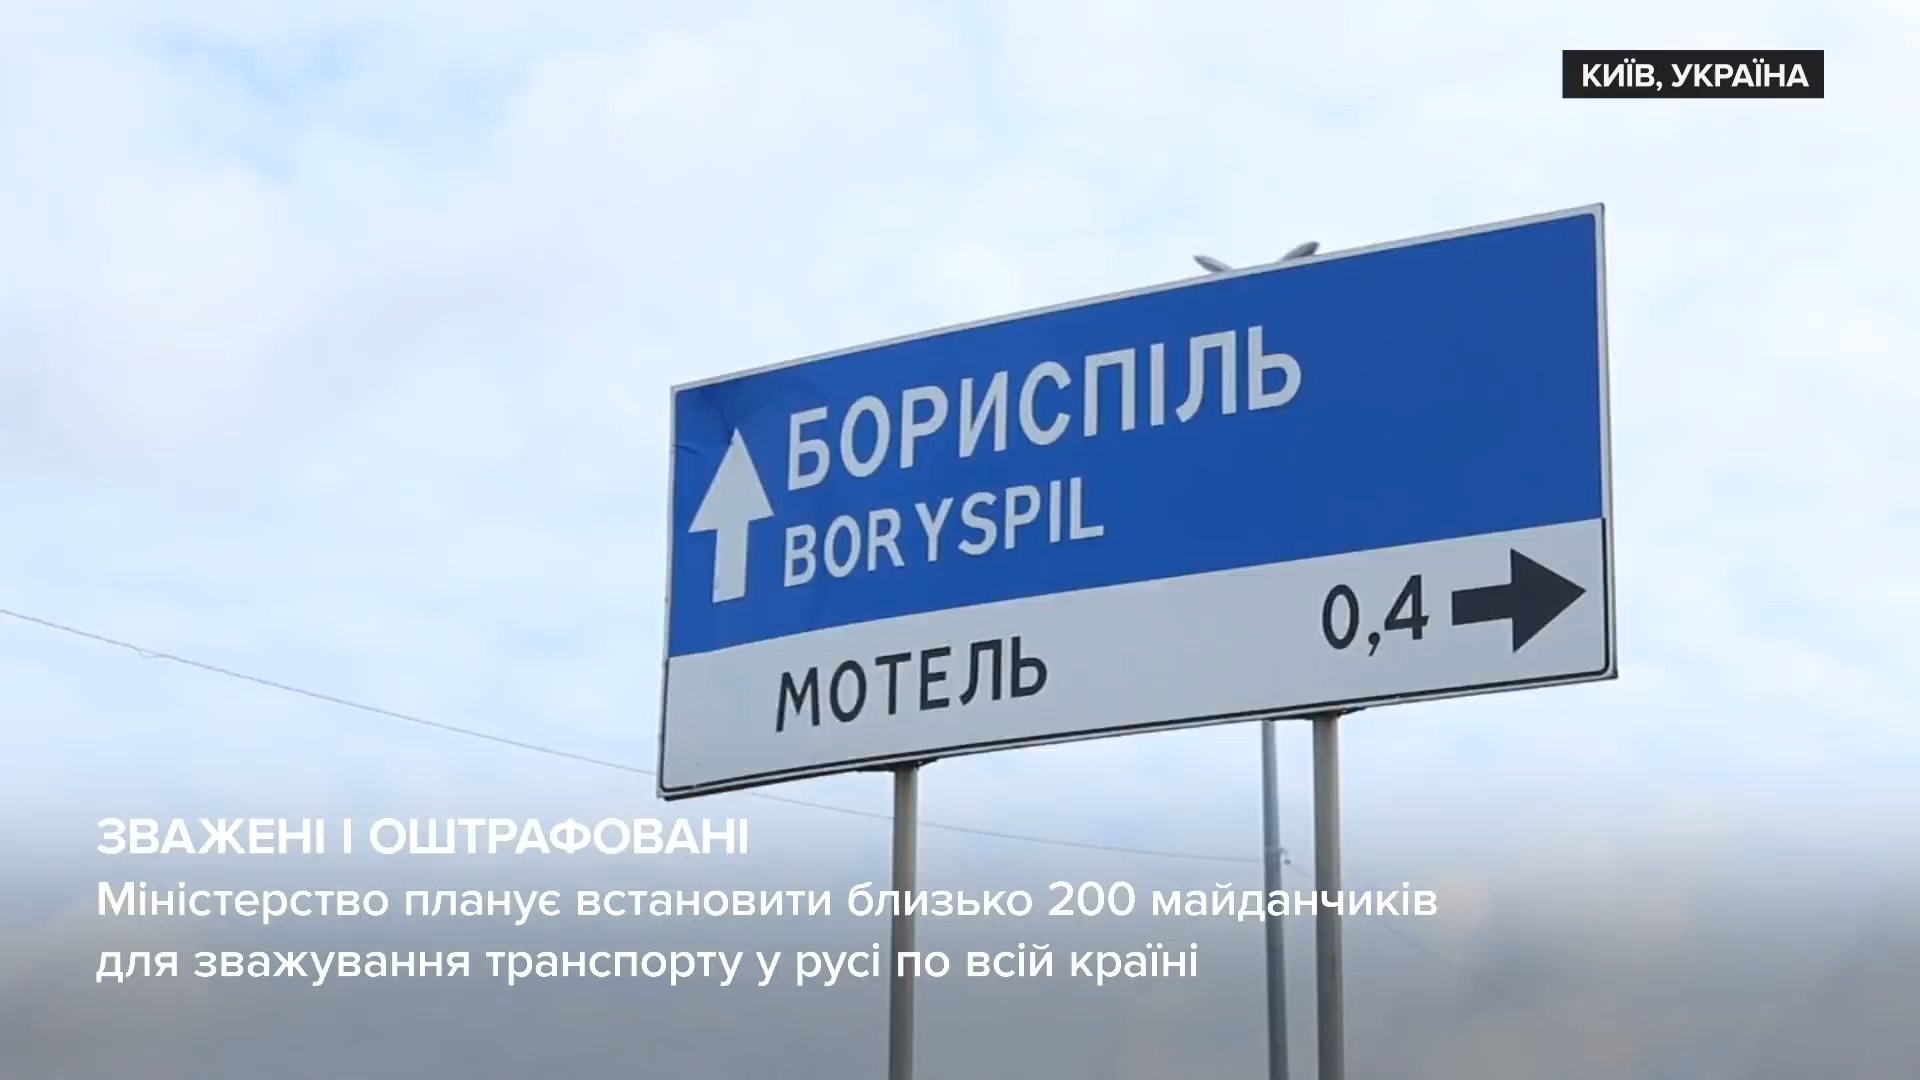 КИЇВ, УКРАЇНА
БОРИСПІЛЬ
BORYSPIL
МОТЕЛЬ 0,4
ЗВАЖЕНІ І ОШТРАФОВАНІ
Міністерство планує встановити близько 200 майданчиків
для зважування транспорту у русі по всій країні